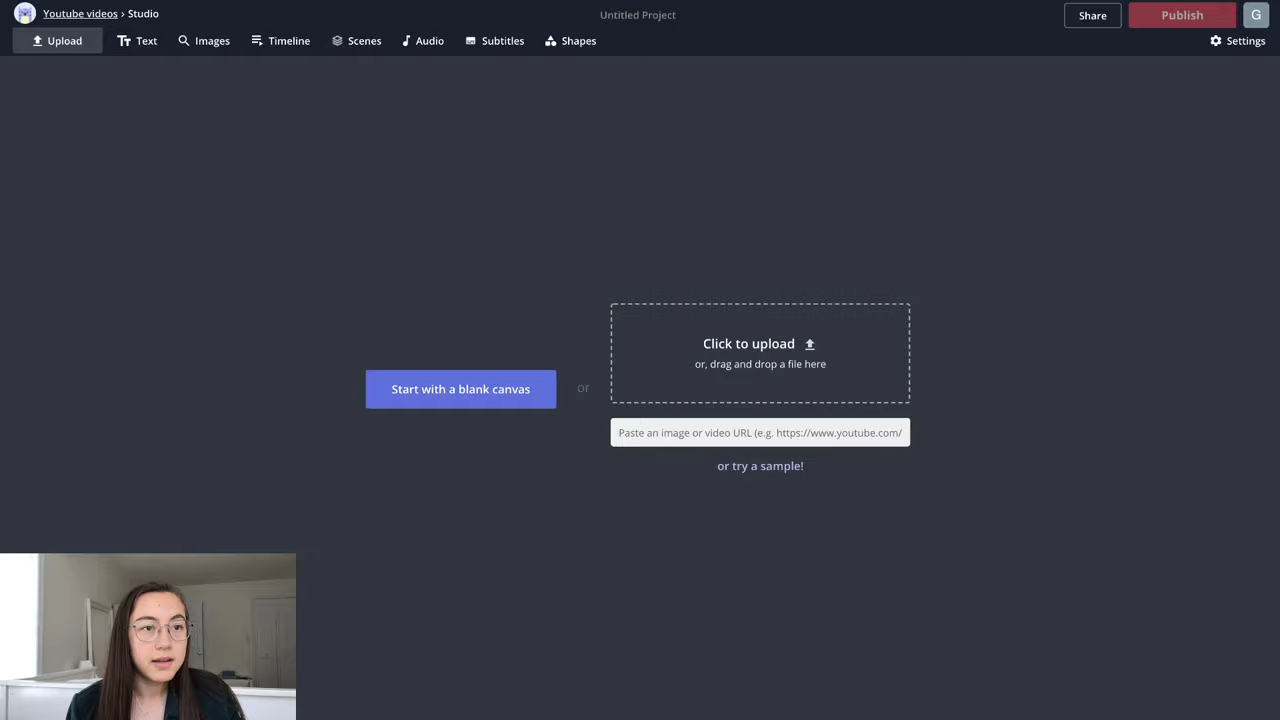 Youtube videos › Studio
Untitled Project
Share
Publish
G
Upload
Text
Images
Timeline
Scenes
Audio
Subtitles
Shapes
Settings
Click to upload
or, drag and drop a file here
Start with a blank canvas
or
Paste an image or video URL (e.g. https://www.youtube.com/
or try a sample!